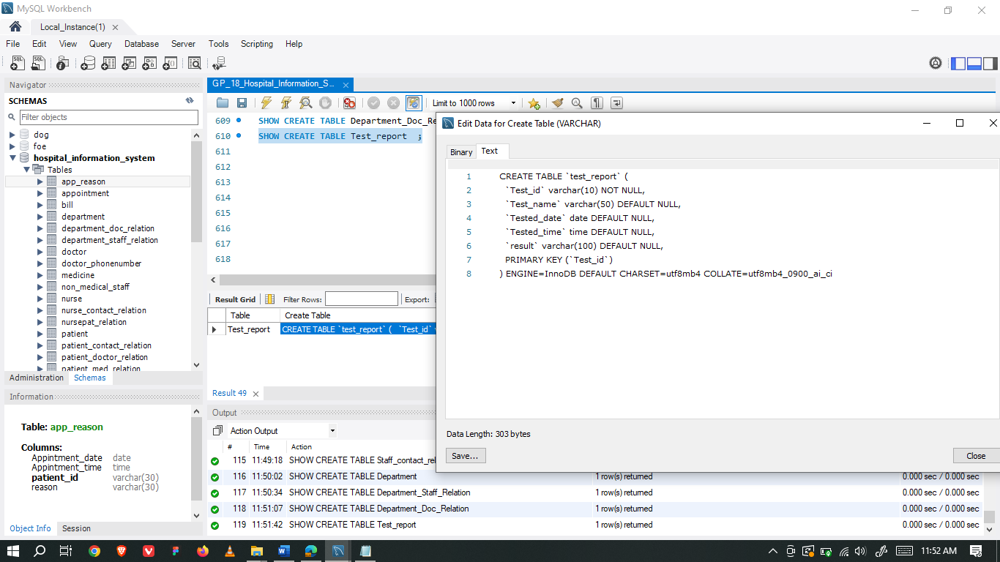 MySQL Workbench
Local_Instance(1)
File Edit View Query Database Server Tools Scripting Help
Navigator
SCHEMAS
Filter objects
dog
foe
hospital_information_system
Tables
app_reason
appointment
bill
department
department_doc_relation
department_staff_relation
doctor
doctor_phonenumber
medicine
non_medical_staff
nurse
nurse_contact_relation
nursepat_relation
patient
patient_contact_relation
patient_doctor_relation
patient_med_relation
Administration Schemas
Information
Table: app_reason
Columns:
Appintment_date date
Appintment_time time
patient_id varchar(30)
reason varchar(30)
Object Info Session
GP_18_Hospital_Information_S...
Limit to 1000 rows
609 SHOW CREATE TABLE Department_Doc_Re
610 SHOW CREATE TABLE Test_report ;
611
612
613
614
615
616
617
618
Result Grid Filter Rows: Export:
Table Create Table
Test_report CREATE TABLE `test_report` ( `Test_id` v
Result 49
Output
Action Output
# Time Action
115 11:49:18 SHOW CREATE TABLE Staff_contact_rel
116 11:50:02 SHOW CREATE TABLE Department 1 row(s) returned 0.000 sec / 0.000 sec
117 11:50:34 SHOW CREATE TABLE Department_Staff_Relation 1 row(s) returned 0.000 sec / 0.000 sec
118 11:51:07 SHOW CREATE TABLE Department_Doc_Relation 1 row(s) returned 0.000 sec / 0.000 sec
119 11:51:42 SHOW CREATE TABLE Test_report 1 row(s) returned 0.000 sec / 0.000 sec
Edit Data for Create Table (VARCHAR)
Binary Text
1 CREATE TABLE `test_report` (
2 `Test_id` varchar(10) NOT NULL,
3 `Test_name` varchar(50) DEFAULT NULL,
4 `Tested_date` date DEFAULT NULL,
5 `Tested_time` time DEFAULT NULL,
6 `result` varchar(100) DEFAULT NULL,
7 PRIMARY KEY (`Test_id`)
8 ) ENGINE=InnoDB DEFAULT CHARSET=utf8mb4 COLLATE=utf8mb4_0900_ai_ci
Data Length: 303 bytes
Save... Close
11:52 AM